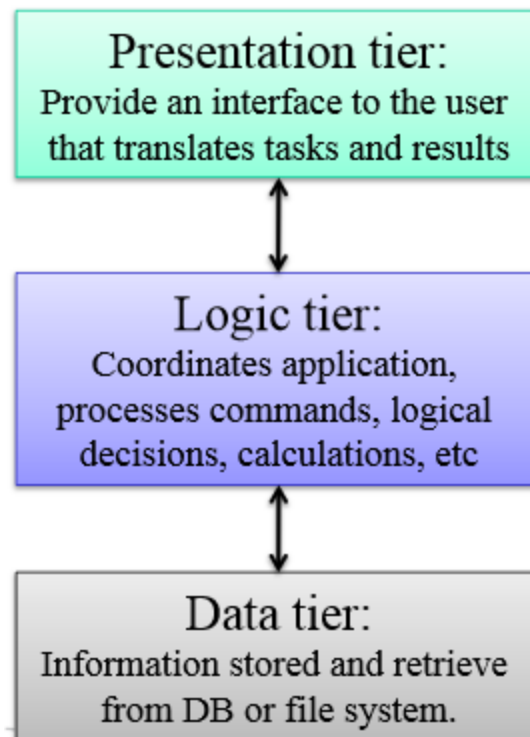 Presentation tier:
Provide an interface to the user
that translates tasks and results
Logic tier:
Coordinates application,
processes commands, logical
decisions, calculations, etc
Data tier:
Information stored and retrieve
from DB or file system.